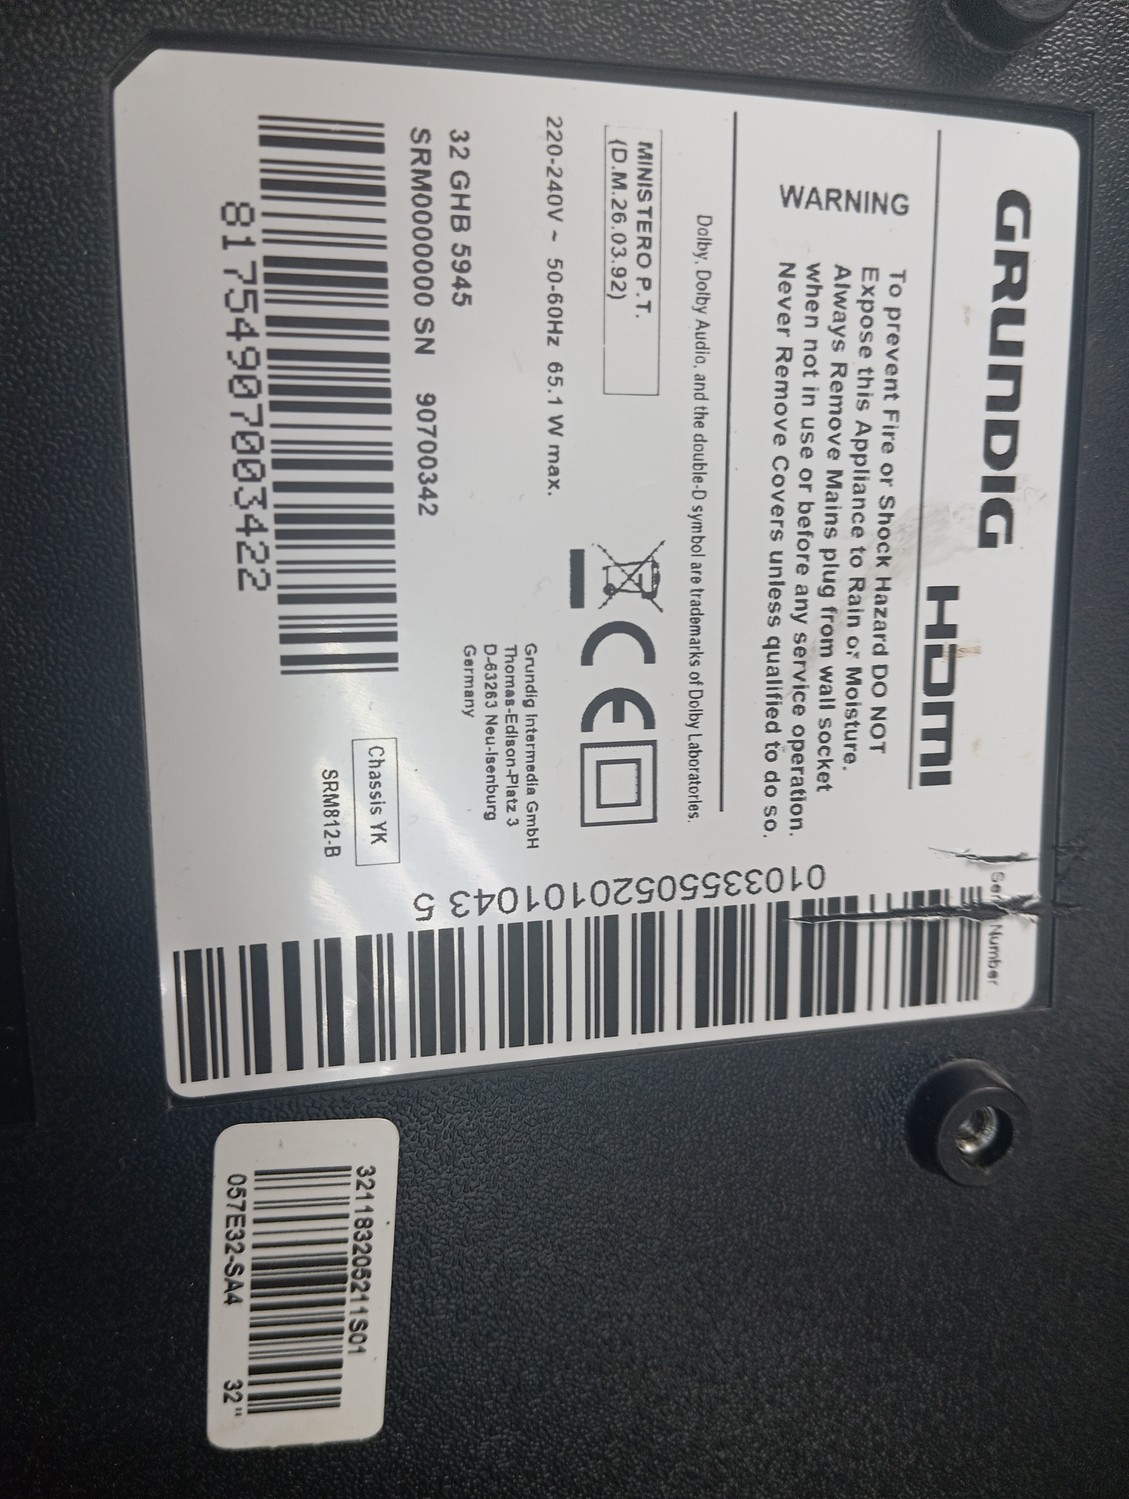 GRUNDIG
HDMI
WARNING
To prevent Fire or Shock Hazard DO NOT
Expose this Appliance to Rain or Moisture.
Always Remove Mains plug from wall socket
when not in use or before any service operation.
Never Remove Covers unless qualified to do so.
Dolby, Dolby Audio, and the double-D symbol are trademarks of Dolby Laboratories.
MINISTERO P.T.
(D.M.26.03.92)
CE
220-240V ~ 50-60Hz 65.1 W max.
Grundig Intermedia GmbH
Thomas-Edison-Platz 3
D-63263 Neu-Isenburg
Germany
32 GHB 5945
SRM0000000 SN 90700342
81754907003422
Chassis YK
SRM812-B
Number
01033550520101043 5
321183205211S01
057E32-SA4 32"